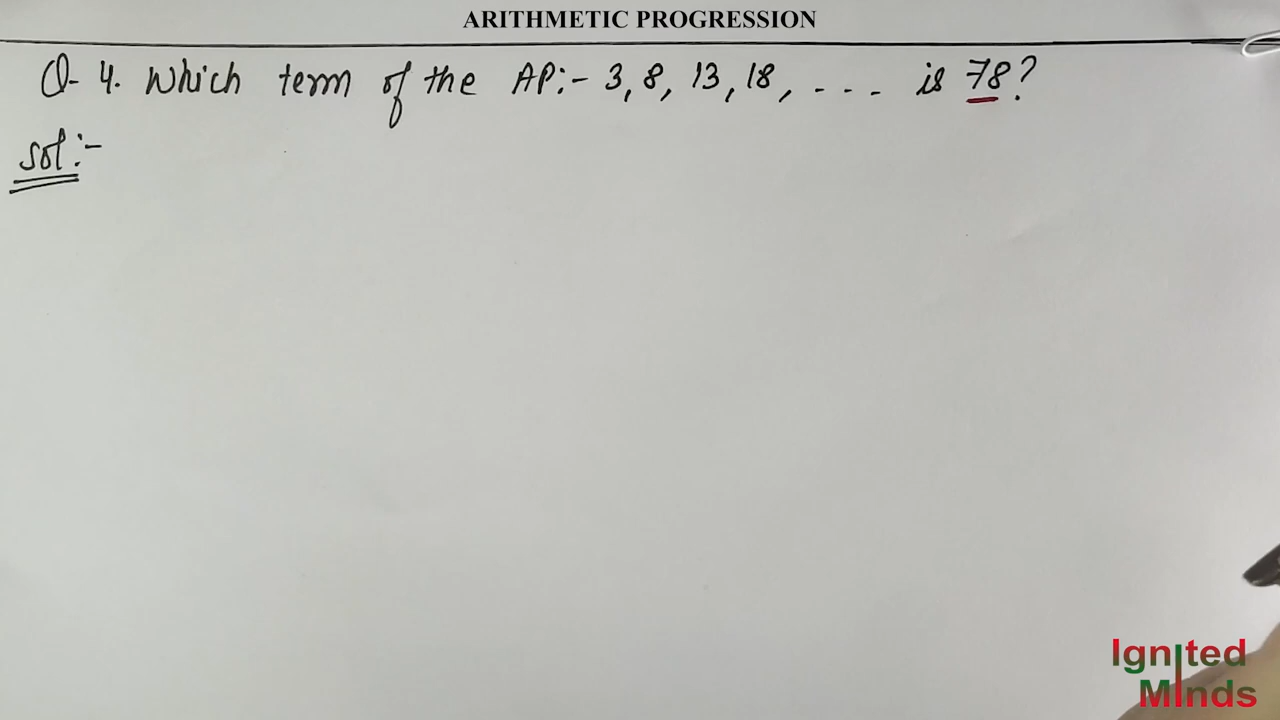 ARITHMETIC PROGRESSION
Q- 4. Which term of the AP:- 3, 8, 13, 18, - - - is 78?
Sol:-
Ignited
Minds